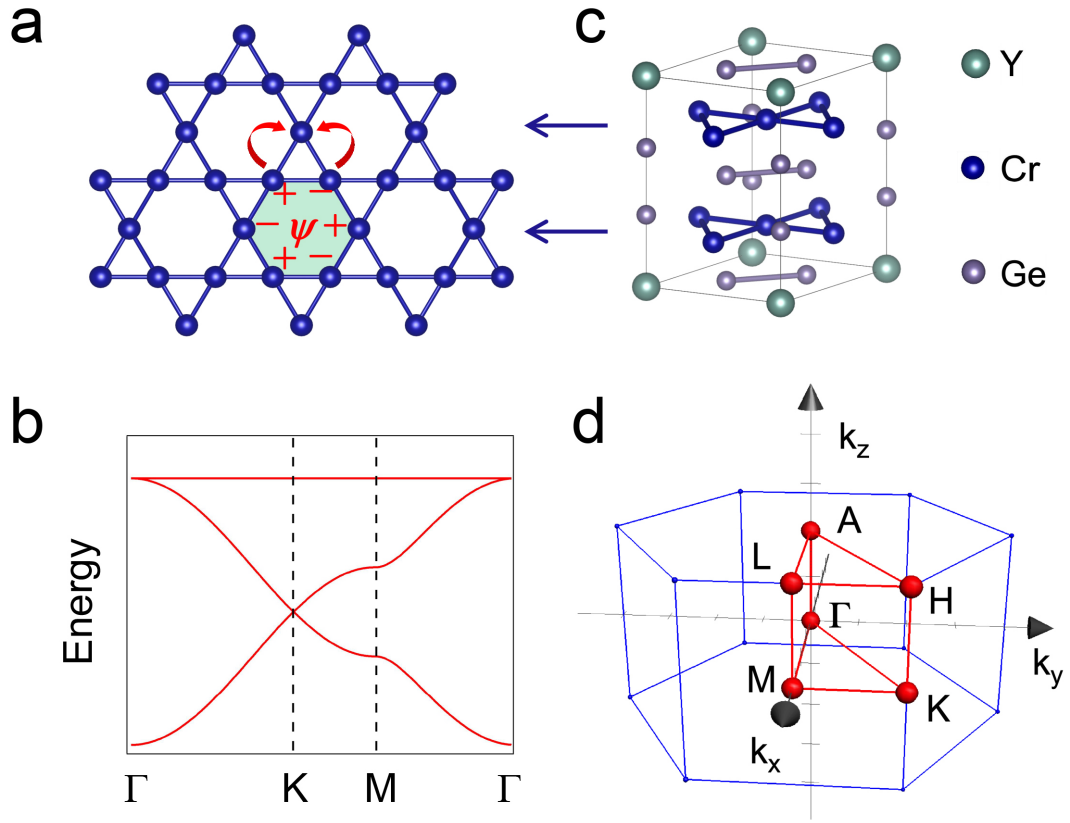 a
+ −
− ψ +
+ −
c
Y
Cr
Ge
b
Energy
Γ K M Γ
d
k_z
A
L
H
Γ
M
K
k_y
k_x